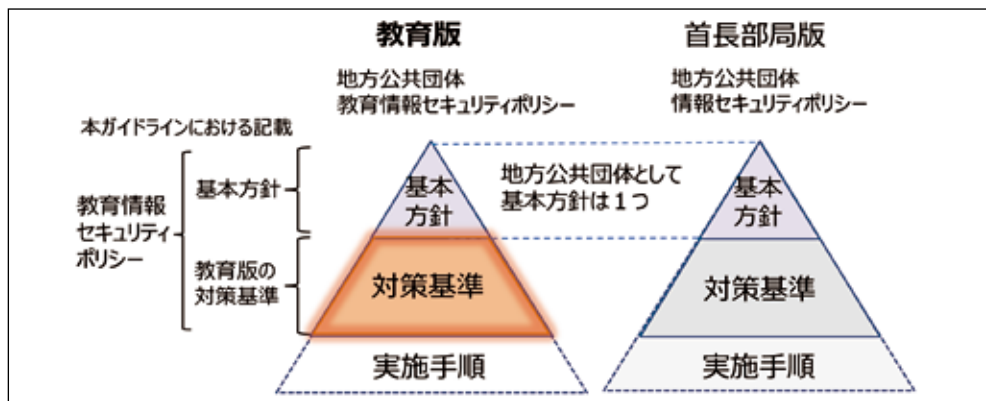 教育版
地方公共団体
教育情報セキュリティポリシー
首長部局版
地方公共団体
情報セキュリティポリシー
本ガイドラインにおける記載
教育情報
セキュリティ
ポリシー
基本方針
教育版の
対策基準
基本
方針
対策基準
実施手順
地方公共団体として
基本方針は１つ
基本
方針
対策基準
実施手順